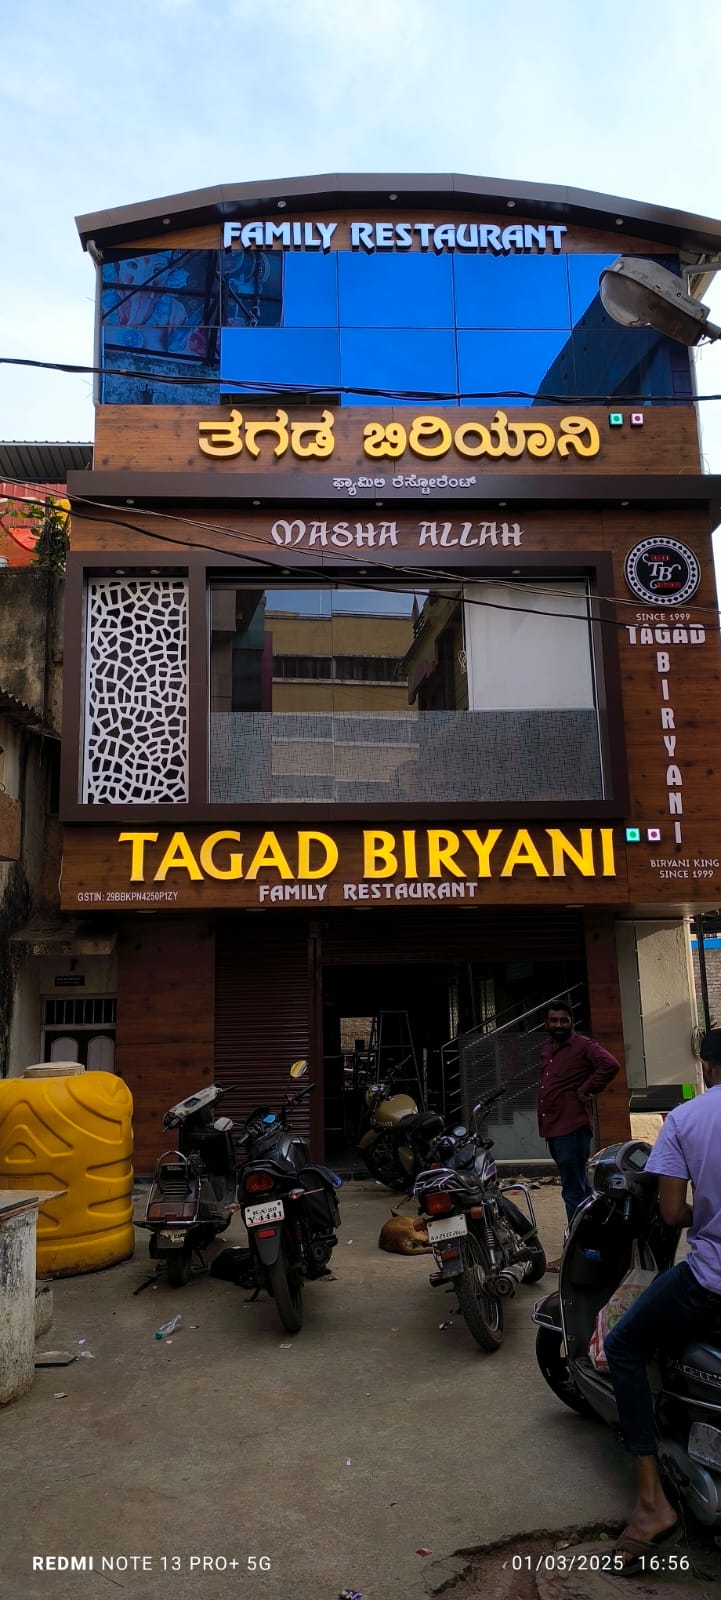 FAMILY RESTAURANT
ತಗಡ ಬಿರಿಯಾನಿ
ಫ್ಯಾಮಿಲಿ ರೆಸ್ಟೋರೆಂಟ್
MASHA ALLAH
TB
SINCE 1999
TAGAD
BIRYANI
TAGAD BIRYANI
FAMILY RESTAURANT
GSTIN: 29BBKPN4250P1ZY
BIRYANI KING
SINCE 1999
Y-4441
REDMI NOTE 13 PRO+ 5G
01/03/2025 16:56